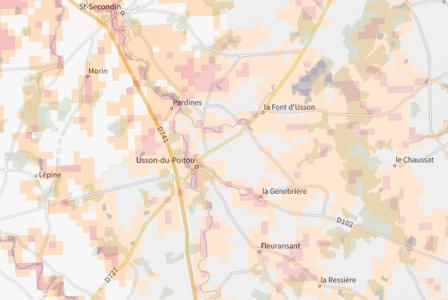 St-Secondin
Morin
Pardines
la Font d'Usson
D741
Usson-du-Poitou
le Chaussat
Lépine
la Genebrière
D102
Fleuransant
D727
la Ressière